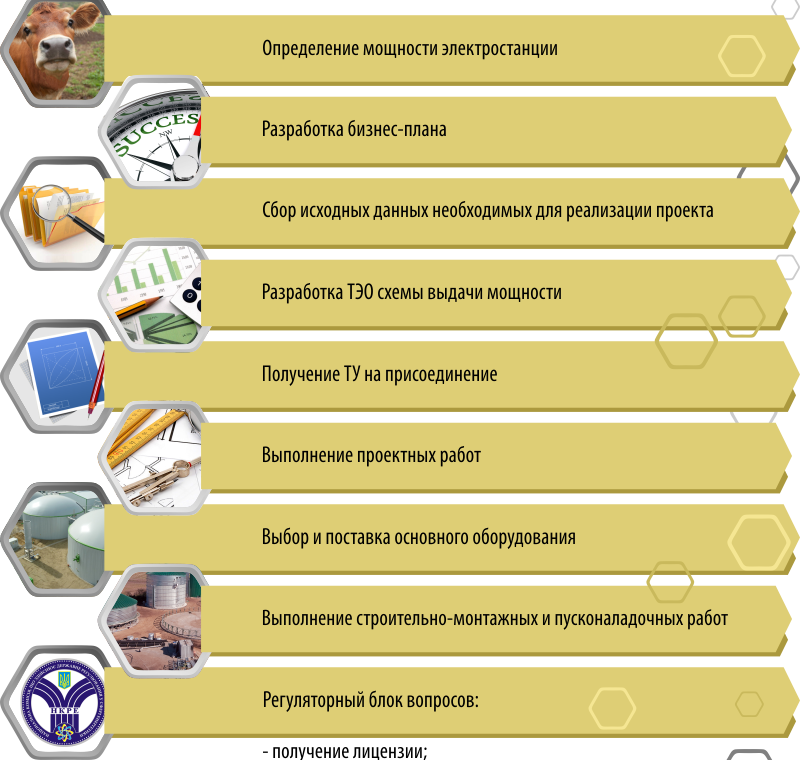 Определение мощности электростанции
SUCCESS
NW
Разработка бизнес-плана
Сбор исходных данных необходимых для реализации проекта
Разработка ТЭО схемы выдачи мощности
Получение ТУ на присоединение
Выполнение проектных работ
Выбор и поставка основного оборудования
Выполнение строительно-монтажных и пусконаладочных работ
НКРЕ
Регуляторный блок вопросов:
- получение лицензии;